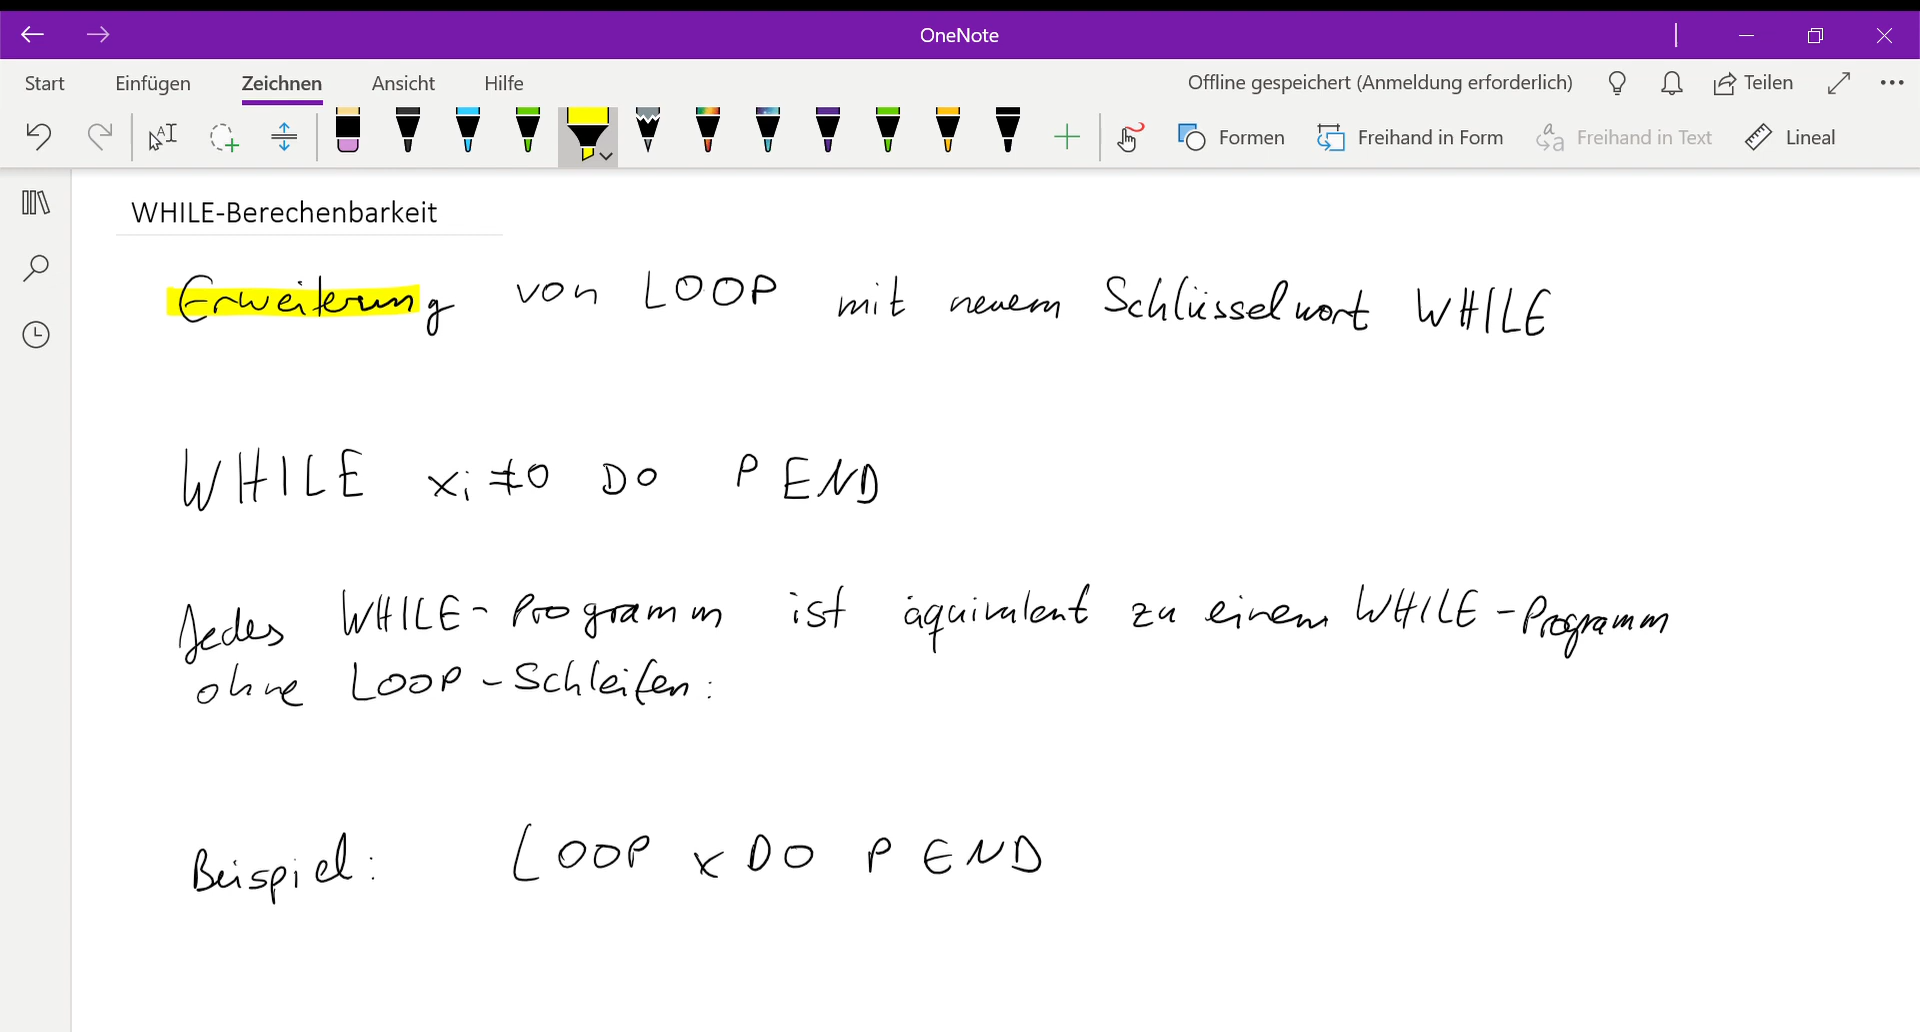 OneNote
Start Einfügen Zeichnen Ansicht Hilfe Offline gespeichert (Anmeldung erforderlich) Teilen
Formen Freihand in Form Freihand in Text Lineal
WHILE-Berechenbarkeit
Erweiterung von LOOP mit neuem Schlüsselwort WHILE
WHILE xi ≠ 0 DO P END
Jedes WHILE-Programm ist äquivalent zu einem WHILE-Programm
ohne LOOP-Schleifen:
Beispiel: LOOP x DO P END